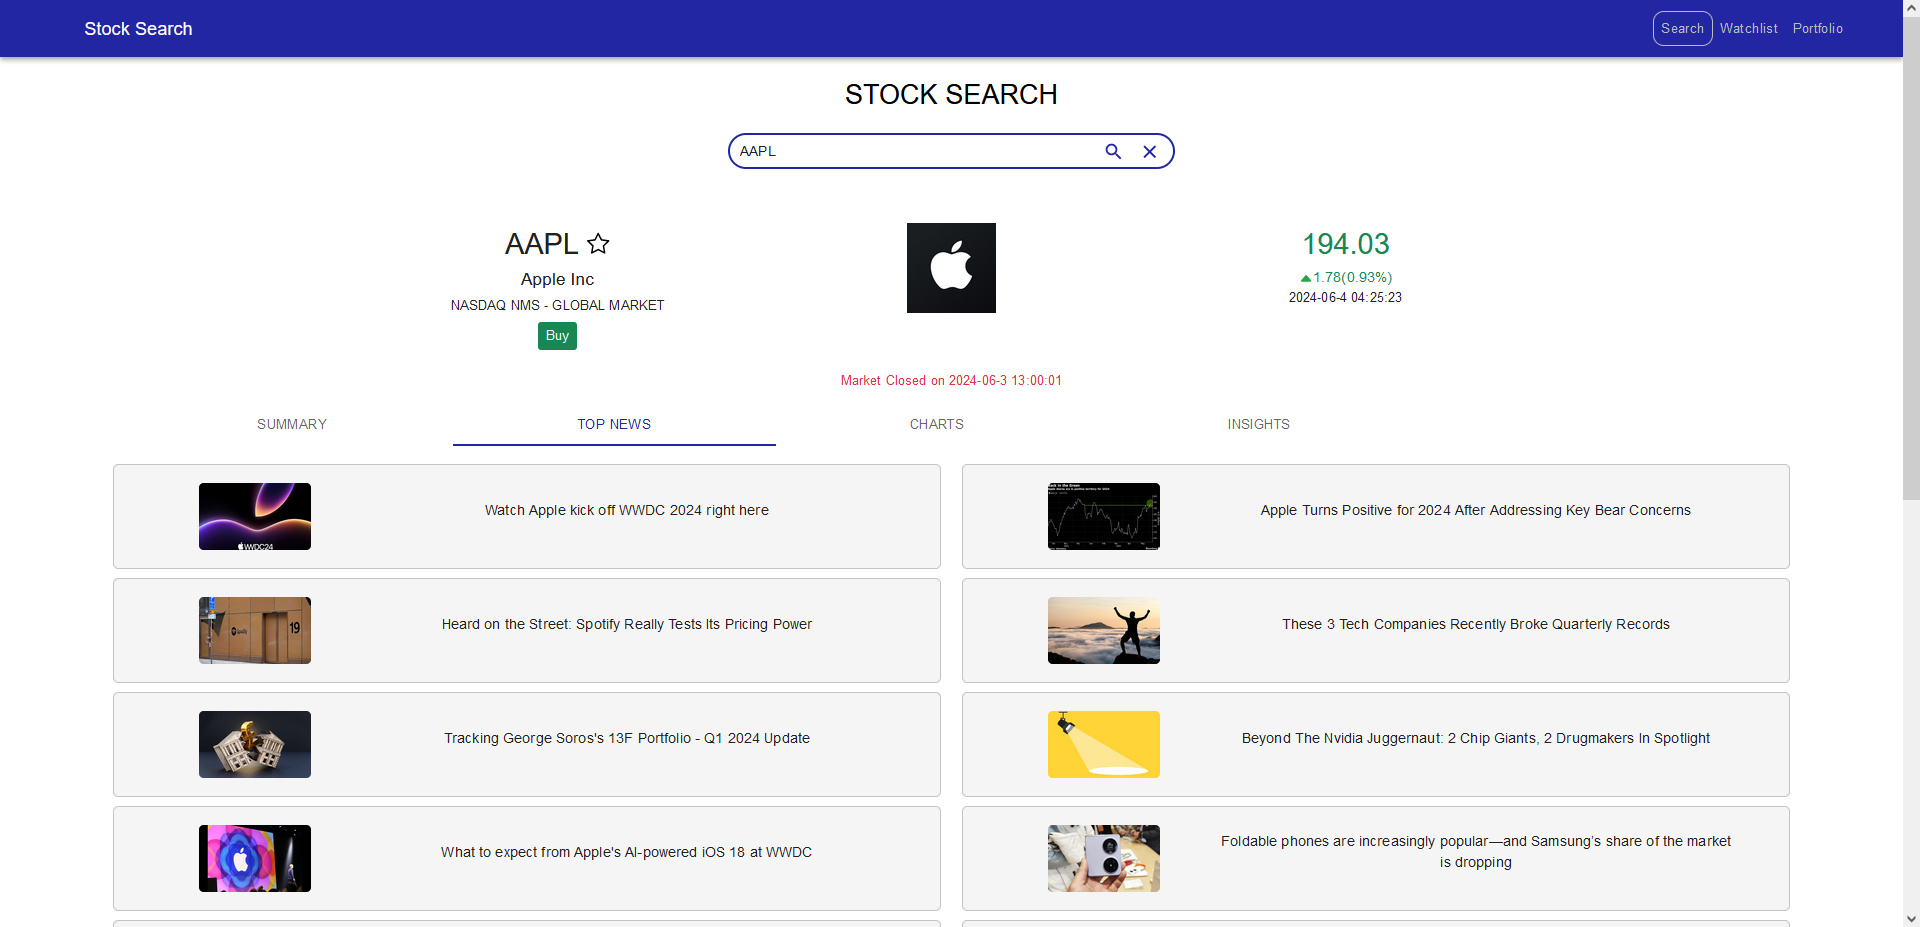 Stock Search
Search
Watchlist
Portfolio
STOCK SEARCH
AAPL
AAPL
Apple Inc
NASDAQ NMS - GLOBAL MARKET
Buy
194.03
1.78(0.93%)
2024-06-4 04:25:23
Market Closed on 2024-06-3 13:00:01
SUMMARY
TOP NEWS
CHARTS
INSIGHTS
WWDC24
Watch Apple kick off WWDC 2024 right here
Back in the Green
Apple Turns Positive for 2024 After Addressing Key Bear Concerns
Spotify
19
Heard on the Street: Spotify Really Tests Its Pricing Power
These 3 Tech Companies Recently Broke Quarterly Records
Tracking George Soros's 13F Portfolio - Q1 2024 Update
Beyond The Nvidia Juggernaut: 2 Chip Giants, 2 Drugmakers In Spotlight
What to expect from Apple's AI-powered iOS 18 at WWDC
Foldable phones are increasingly popular—and Samsung’s share of the market
is dropping